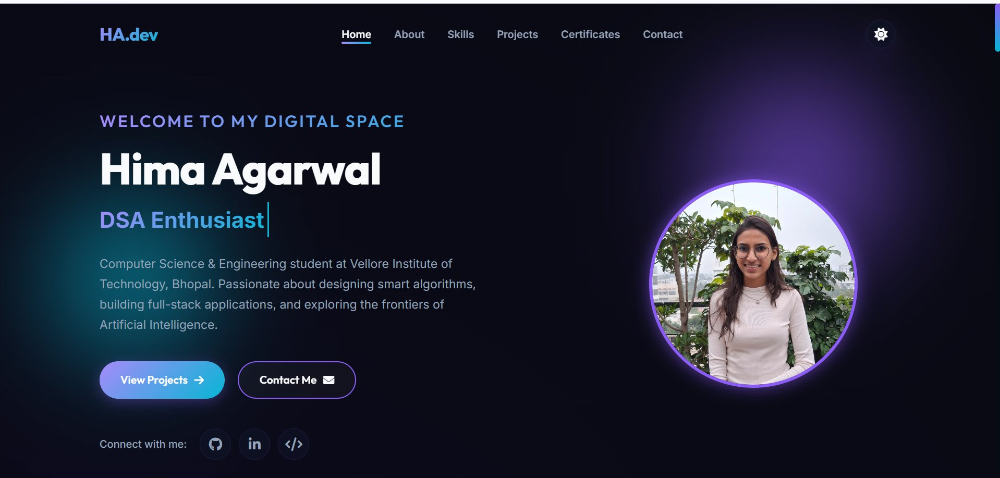 HA.dev
Home About Skills Projects Certificates Contact
WELCOME TO MY DIGITAL SPACE
Hima Agarwal
DSA Enthusiast
Computer Science & Engineering student at Vellore Institute of
Technology, Bhopal. Passionate about designing smart algorithms,
building full-stack applications, and exploring the frontiers of
Artificial Intelligence.
View Projects
Contact Me
Connect with me: